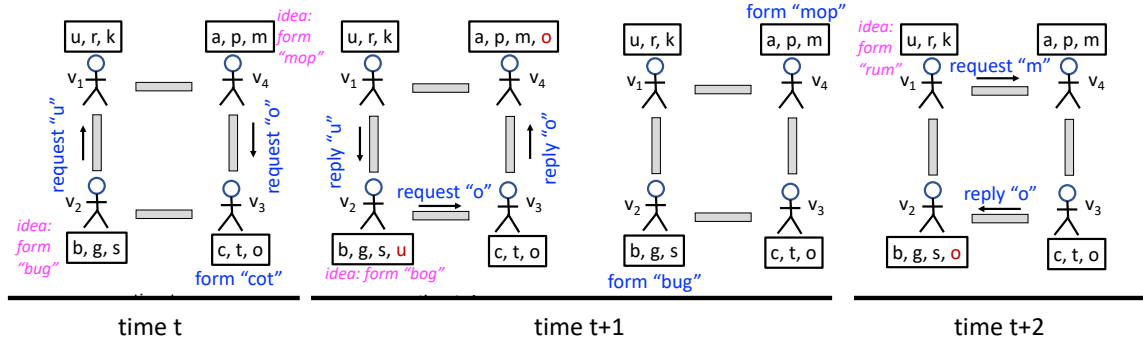 idea:
form
"mop"
u, r, k
a, p, m
v1
v4
request "u"
request "o"
v2
v3
idea:
form
"bug"
b, g, s
c, t, o
form "cot"
time t
u, r, k
a, p, m, o
v1
v4
reply "u"
reply "o"
request "o"
v2
v3
b, g, s, u
c, t, o
idea: form "bog"
form "mop"
u, r, k
a, p, m
v1
v4
v2
v3
b, g, s
c, t, o
form "bug"
time t+1
idea:
form
"rum"
u, r, k
a, p, m
request "m"
v1
v4
reply "o"
v2
v3
b, g, s, o
c, t, o
time t+2